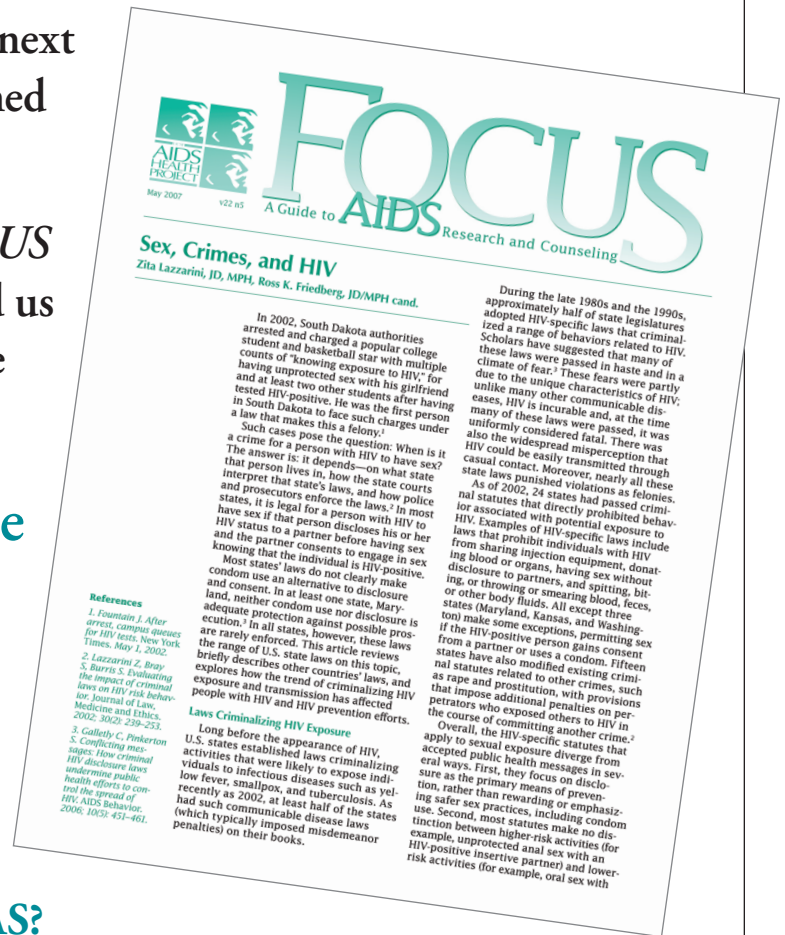 next
ned
US
d us
e
e
AS?
AIDS
HEALTH
PROJECT
May 2007
v22 n5
FOCUS
A Guide to AIDS Research and Counseling
Sex, Crimes, and HIV
Zita Lazzarini, JD, MPH, Ross K. Friedberg, JD/MPH cand.
In 2002, South Dakota authorities
arrested and charged a popular college
student and basketball star with multiple
counts of "knowing exposure to HIV," for
having unprotected sex with his girlfriend
and at least two other students after having
tested HIV-positive. He was the first person
in South Dakota to face such charges under
a law that makes this a felony.1
Such cases pose the question: When is it
a crime for a person with HIV to have sex?
The answer is: it depends—on what state
that person lives in, how the state courts
interpret that state's laws, and how police
and prosecutors enforce the laws.2 In most
states, it is legal for a person with HIV to
have sex if that person discloses his or her
HIV status to a partner before having sex
and the partner consents to engage in sex
knowing that the individual is HIV-positive.
Most states' laws do not clearly make
condom use an alternative to disclosure
and consent. In at least one state, Mary-
land, neither condom use nor disclosure is
adequate protection against possible pros-
ecution.3 In all states, however, these laws
are rarely enforced. This article reviews
the range of U.S. state laws on this topic,
briefly describes other countries' laws, and
explores how the trend of criminalizing HIV
exposure and transmission has affected
people with HIV and HIV prevention efforts.
Laws Criminalizing HIV Exposure
Long before the appearance of HIV,
U.S. states established laws criminalizing
activities that were likely to expose indi-
viduals to infectious diseases such as yel-
low fever, smallpox, and tuberculosis. As
recently as 2002, at least half of the states
had such communicable disease laws
(which typically imposed misdemeanor
penalties) on their books.
During the late 1980s and the 1990s,
approximately half of state legislatures
adopted HIV-specific laws that criminal-
ized a range of behaviors related to HIV.
Scholars have suggested that many of
these laws were passed in haste and in a
climate of fear.3 These fears were partly
due to the unique characteristics of HIV;
unlike many other communicable dis-
eases, HIV is incurable and, at the time
many of these laws were passed, it was
uniformly considered fatal. There was
also the widespread misperception that
HIV could be easily transmitted through
casual contact. Moreover, nearly all these
state laws punished violations as felonies.
As of 2002, 24 states had passed crimi-
nal statutes that directly prohibited behav-
ior associated with potential exposure to
HIV. Examples of HIV-specific laws include
laws that prohibit individuals with HIV
from sharing injection equipment, donat-
ing blood or organs, having sex without
disclosure to partners, and spitting, bit-
ing, or throwing or smearing blood, feces,
or other body fluids. All except three
states (Maryland, Kansas, and Washing-
ton) make some exceptions, permitting sex
if the HIV-positive person gains consent
from a partner or uses a condom. Fifteen
states have also modified existing crimi-
nal statutes related to other crimes, such
as rape and prostitution, with provisions
that impose additional penalties on per-
petrators who exposed others to HIV in
the course of committing another crime.2
Overall, the HIV-specific statutes that
apply to sexual exposure diverge from
accepted public health messages in sev-
eral ways. First, they focus on disclo-
sure as the primary means of preven-
tion, rather than rewarding or emphasiz-
ing safer sex practices, including condom
use. Second, most statutes make no dis-
tinction between higher-risk activities (for
example, unprotected anal sex with an
HIV-positive insertive partner) and lower-
risk activities (for example, oral sex with
References
1. Fountain J. After
arrest, campus queues
for HIV tests. New York
Times. May 1, 2002.
2. Lazzarini Z, Bray
S, Burris S. Evaluating
the impact of criminal
laws on HIV risk behav-
ior. Journal of Law,
Medicine and Ethics.
2002; 30(2): 239–253.
3. Galletly C, Pinkerton
S. Conflicting mes-
sages: How criminal
HIV disclosure laws
undermine public
health efforts to con-
trol the spread of
HIV. AIDS Behavior.
2006; 10(5): 451–461.